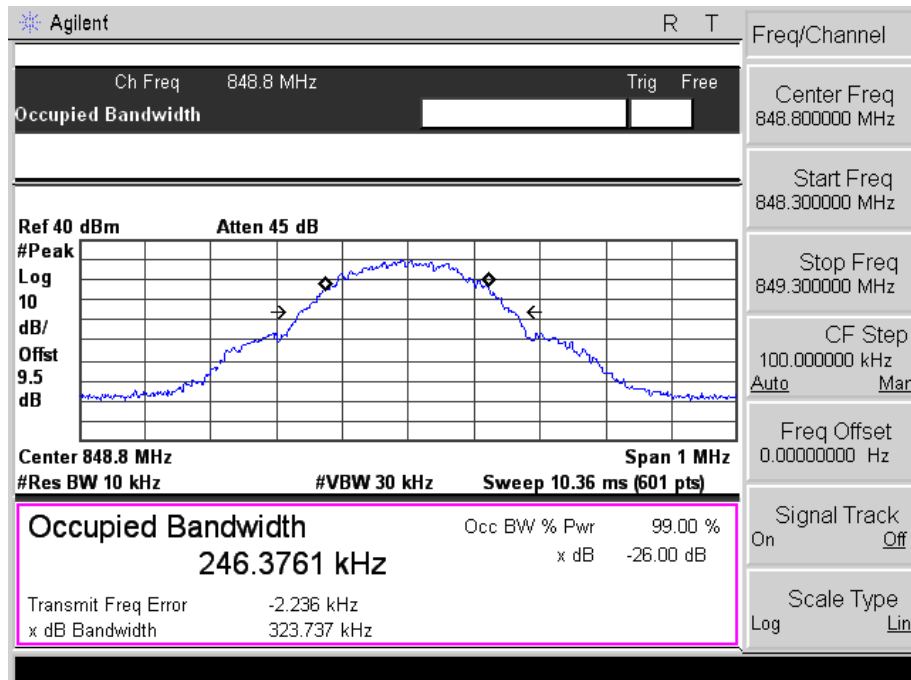 Agilent
R T
Ch Freq 848.8 MHz Trig Free
Occupied Bandwidth
Ref 40 dBm Atten 45 dB
#Peak
Log
10
dB/
Offst
9.5
dB
Center 848.8 MHz Span 1 MHz
#Res BW 10 kHz #VBW 30 kHz Sweep 10.36 ms (601 pts)
Occupied Bandwidth
246.3761 kHz
Occ BW % Pwr 99.00 %
x dB -26.00 dB
Transmit Freq Error -2.236 kHz
x dB Bandwidth 323.737 kHz
Freq/Channel
Center Freq
848.800000 MHz
Start Freq
848.300000 MHz
Stop Freq
849.300000 MHz
CF Step
100.000000 kHz
Auto Man
Freq Offset
0.00000000 Hz
Signal Track
On Off
Scale Type
Log Lin